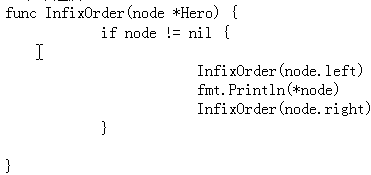 func InfixOrder(node *Hero) {
if node != nil {
InfixOrder(node.left)
fmt.Println(*node)
InfixOrder(node.right)
}
}